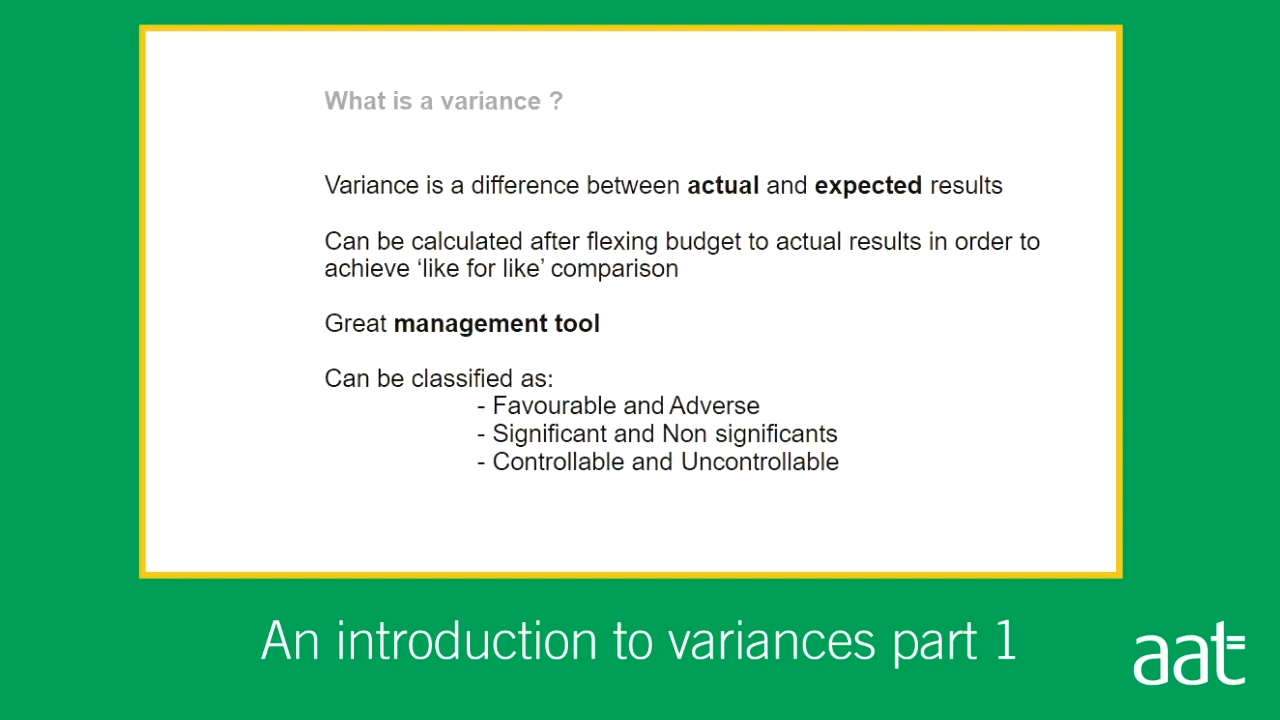 What is a variance ?
Variance is a difference between actual and expected results
Can be calculated after flexing budget to actual results in order to
achieve ‘like for like’ comparison
Great management tool
Can be classified as:
- Favourable and Adverse
- Significant and Non significants
- Controllable and Uncontrollable
An introduction to variances part 1
aat